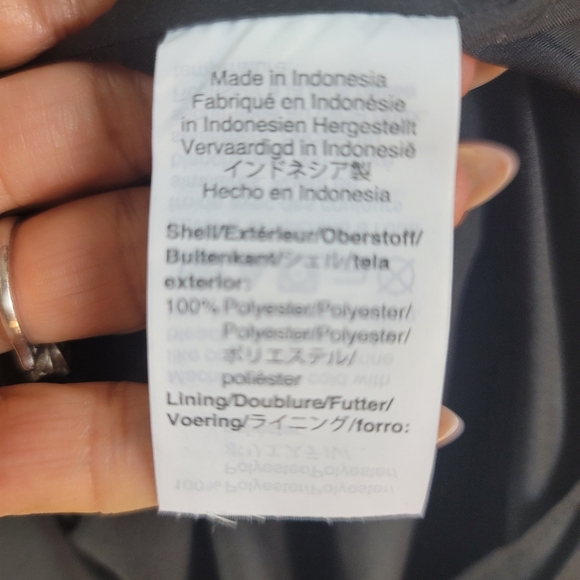 Made in Indonesia
Fabriqué en Indonésie
in Indonesien Hergestellt
Vervaardigd in Indonesië
インドネシア製
Hecho en Indonesia
Shell/Extérieur/Oberstoff/
Buitenkant/シェル/tela
exterior:
100% Polyester/Polyester/
Polyester/Polyester/
ポリエステル/
poliéster
Lining/Doublure/Futter/
Voering/ライニング/forro: